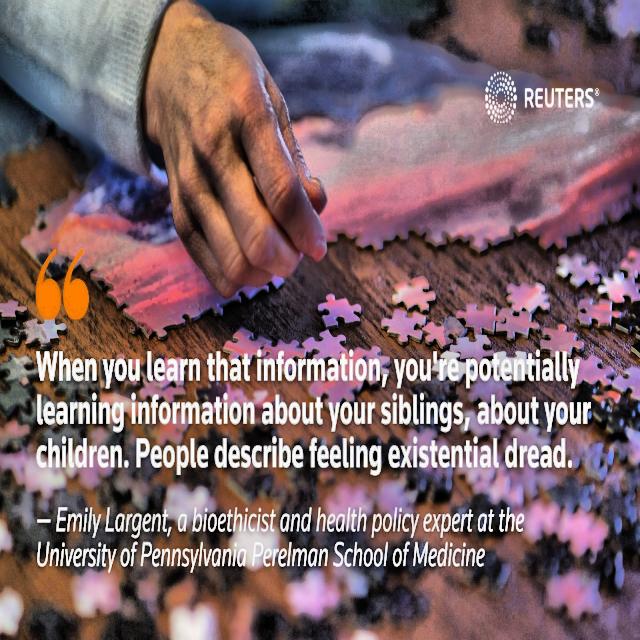 REUTERS®
When you learn that information, you're potentially
learning information about your siblings, about your
children. People describe feeling existential dread.
– Emily Largent, a bioethicist and health policy expert at the
University of Pennsylvania Perelman School of Medicine